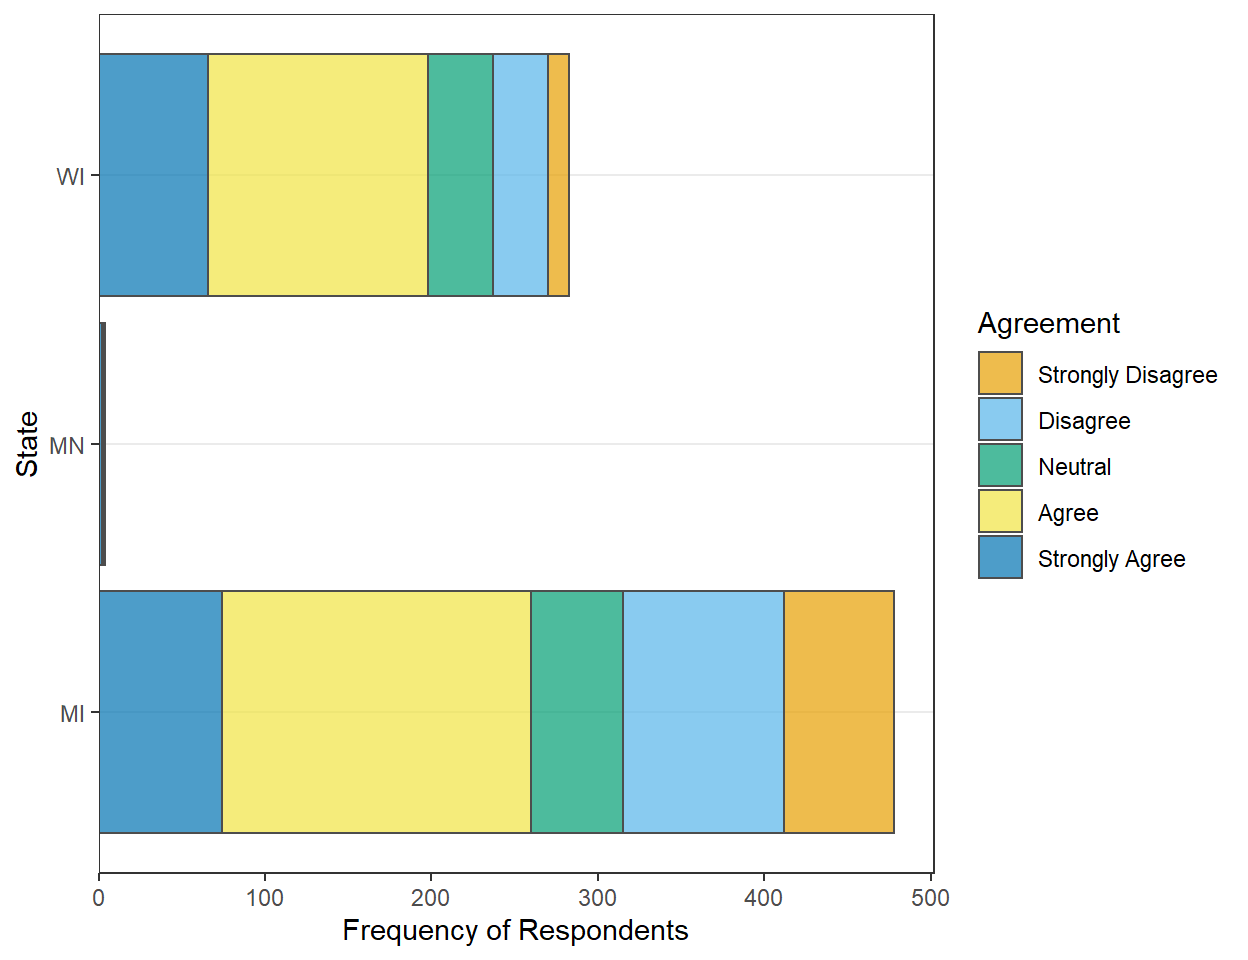 WI
MN
MI
State
0 100 200 300 400 500
Frequency of Respondents
Agreement
Strongly Disagree
Disagree
Neutral
Agree
Strongly Agree